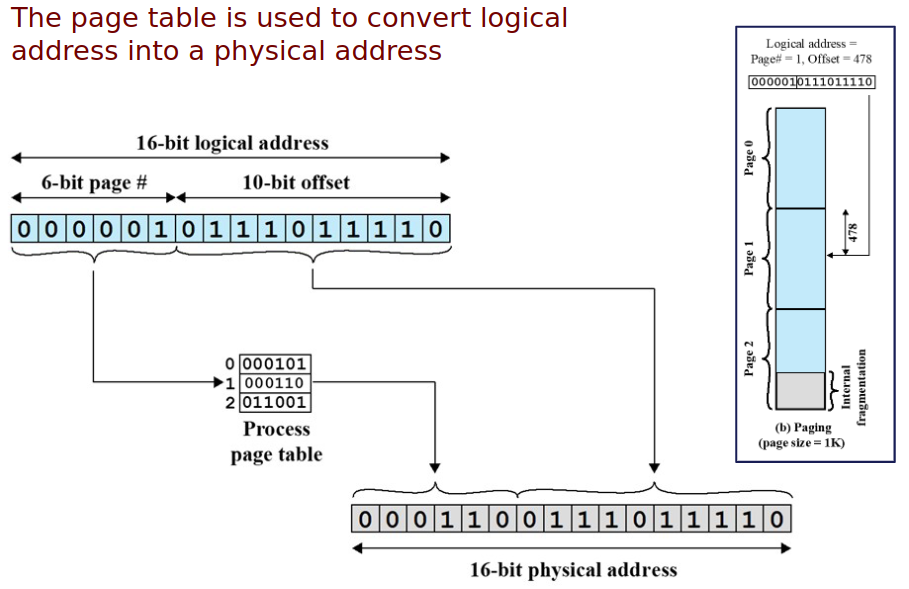 The page table is used to convert logical
address into a physical address
16-bit logical address
6-bit page #
10-bit offset
0 0 0 0 0 1 0 1 1 1 0 1 1 1 1 0
0 000101
1 000110
2 011001
Process
page table
0 0 0 1 1 0 0 1 1 1 0 1 1 1 1 0
16-bit physical address
Logical address =
Page# = 1, Offset = 478
0000010111011110
Page 0
Page 1
478
Page 2
Internal
fragmentation
(b) Paging
(page size = 1K)